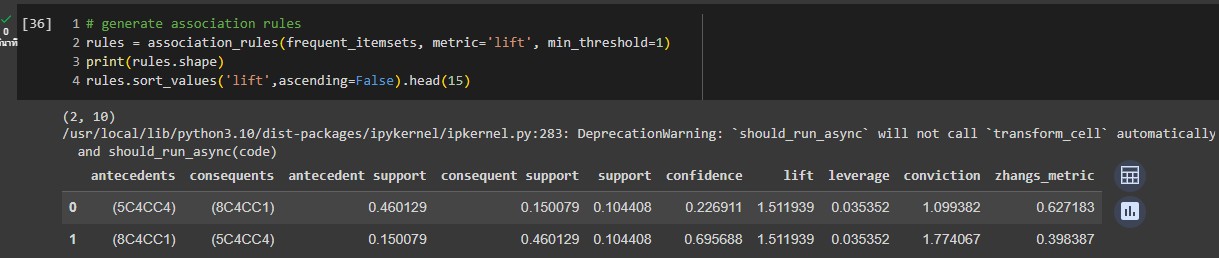 [36]
0
นาที
1 # generate association rules
2 rules = association_rules(frequent_itemsets, metric='lift', min_threshold=1)
3 print(rules.shape)
4 rules.sort_values('lift',ascending=False).head(15)
(2, 10)
/usr/local/lib/python3.10/dist-packages/ipykernel/ipkernel.py:283: DeprecationWarning: `should_run_async` will not call `transform_cell` automatically
and should_run_async(code)
antecedents consequents antecedent support consequent support support confidence lift leverage conviction zhangs_metric
0 (5C4CC4) (8C4CC1) 0.460129 0.150079 0.104408 0.226911 1.511939 0.035352 1.099382 0.627183
1 (8C4CC1) (5C4CC4) 0.150079 0.460129 0.104408 0.695688 1.511939 0.035352 1.774067 0.398387